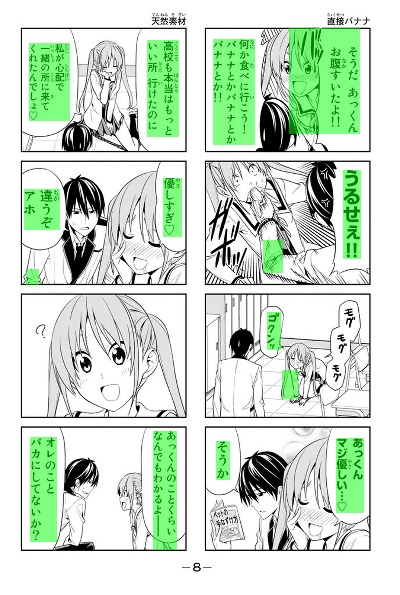 直接バナナ
そうだ あっくん
お腹すいたよ!!
何か食べに行こう!
バナナとかバナナとか
バナナとか!!
うるせぇ!!
モグ
モグ
モグ
ゴクンッ
あっくん
マジ優しい…♡
そうか
天然素材
高校も本当はもっと
いい所 行けたのに
私が心配で
一緒の所に来て
くれたんでしょ♡
優しすぎ♡
違うぞ
アホ
?
あっくんのことくらい
なんでもわかるよ——
オレのこと
バカにしてないか?
—8—